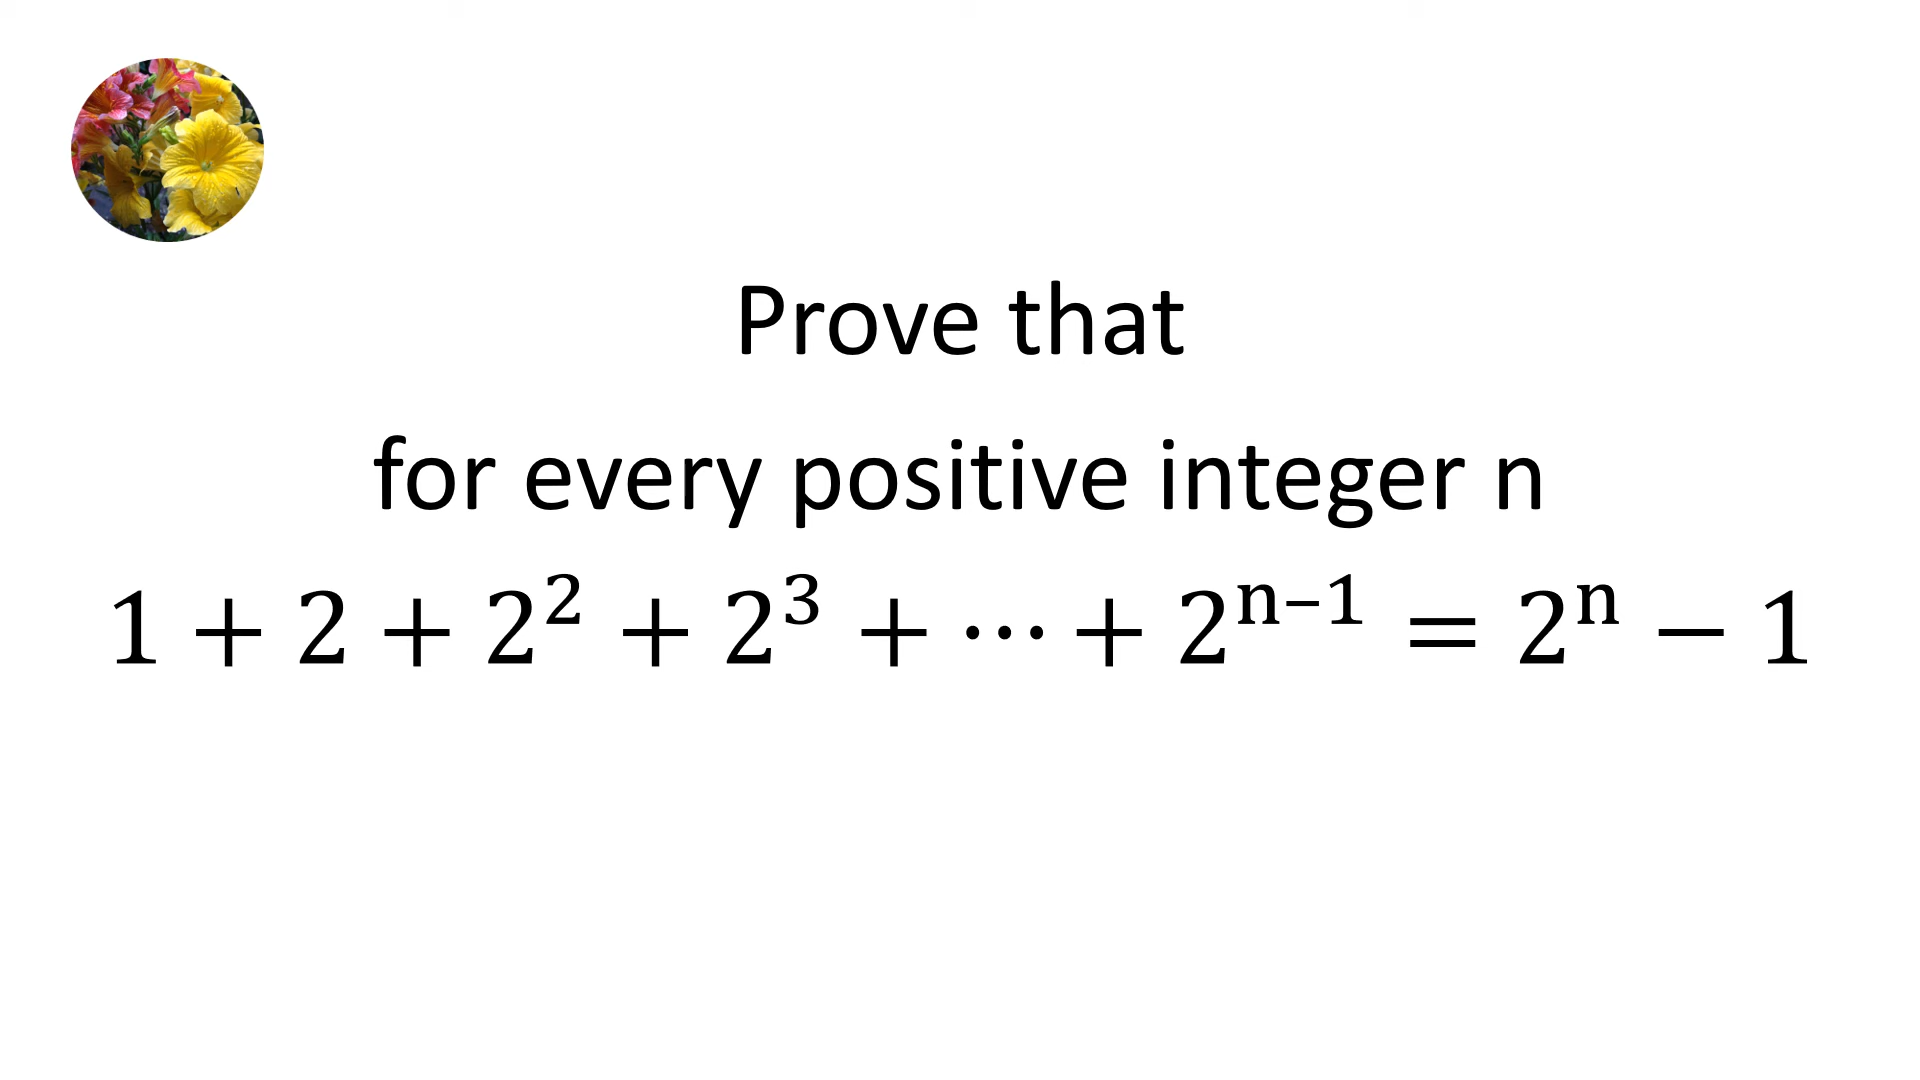 Prove that
for every positive integer n
1 + 2 + 2² + 2³ + ⋯ + 2ⁿ⁻¹ = 2ⁿ − 1